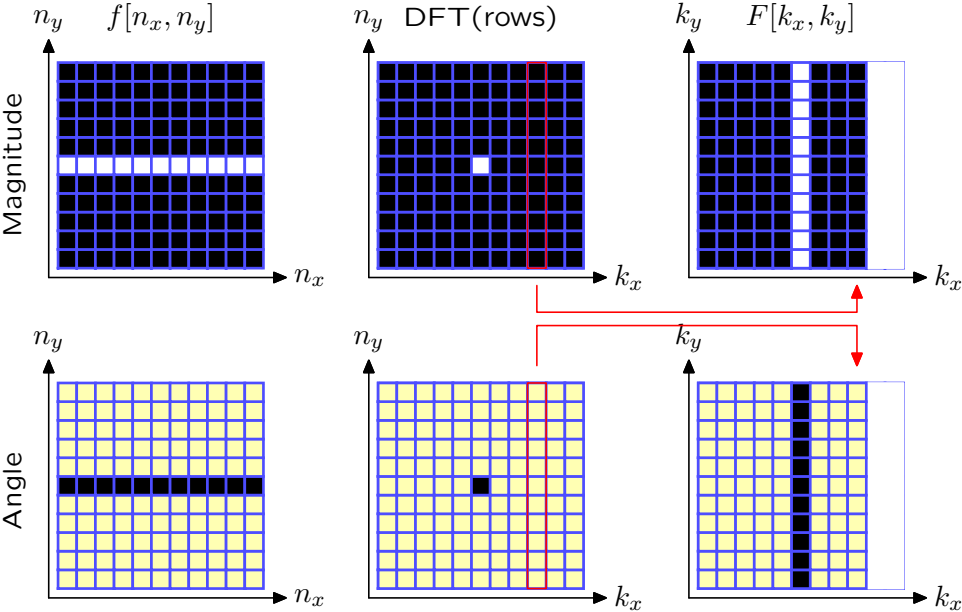 n_y f[n_x, n_y] n_y DFT(rows) k_y F[k_x, k_y]
Magnitude
n_x k_x k_x
n_y n_y k_y
Angle
n_x k_x k_x